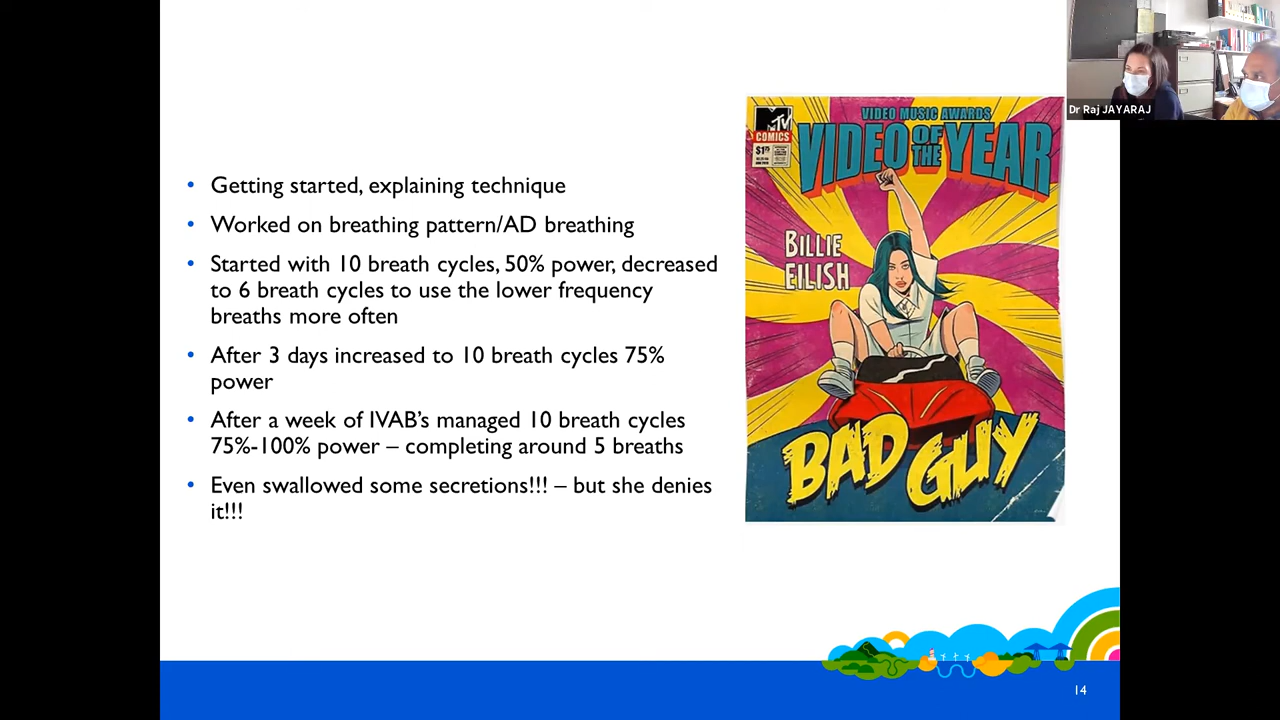 Getting started, explaining technique
Worked on breathing pattern/AD breathing
Started with 10 breath cycles, 50% power, decreased
to 6 breath cycles to use the lower frequency
breaths more often
After 3 days increased to 10 breath cycles 75%
power
After a week of IVAB's managed 10 breath cycles
75%-100% power – completing around 5 breaths
Even swallowed some secretions!!! – but she denies
it!!!
MTV
COMICS
VIDEO MUSIC AWARDS
VIDEO OF THE YEAR
BILLIE
EILISH
BAD GUY
Dr Raj JAYARAJ
14